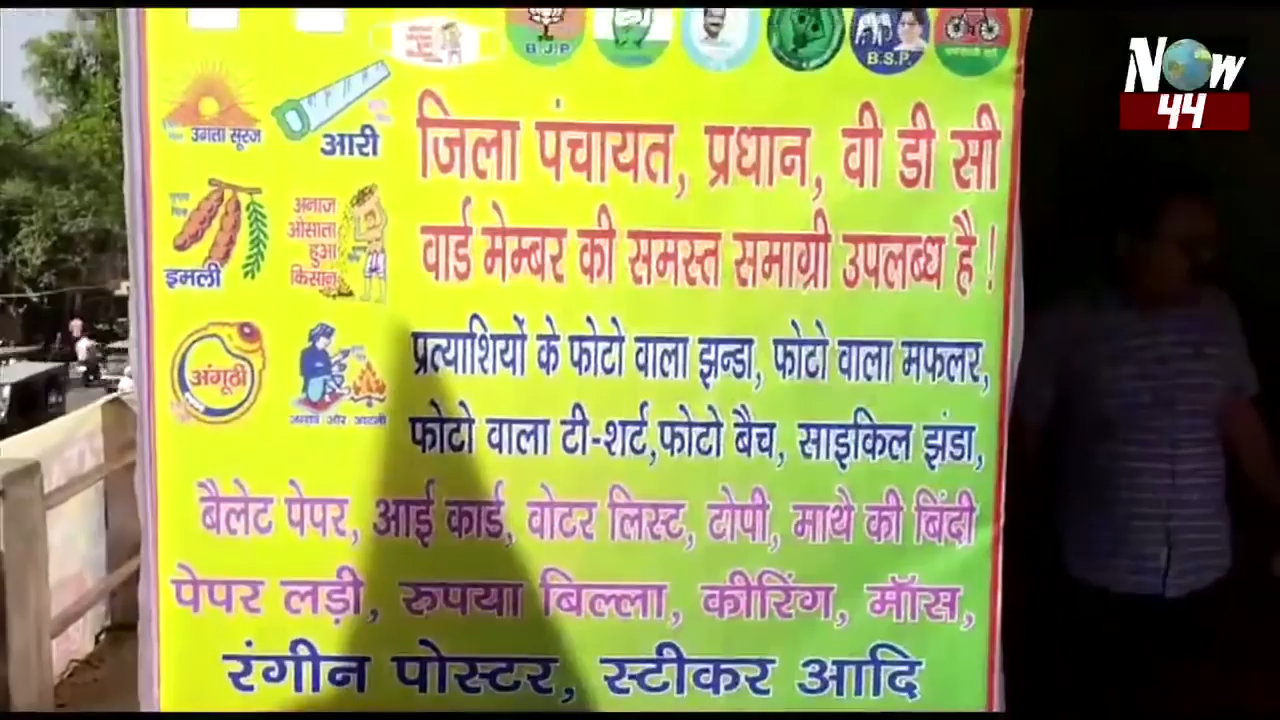 B.J.P.
B.S.P.
Now
44
उगता सूरज
आरी
जिला पंचायत, प्रधान, वी डी सी
वार्ड मेम्बर की समस्त समाग्री उपलब्ध है !
इमली
अनाज
ओसाता
हुआ
किसान
अंगूठी
प्रत्याशियों के फोटो वाला झन्डा, फोटो वाला मफलर,
फोटो वाला टी-शर्ट,फोटो बैच, साइकिल झंडा,
बैलेट पेपर, आई कार्ड, वोटर लिस्ट, टोपी, माथे की बिंदी
पेपर लड़ी, रुपया बिल्ला, कीरिंग, मॉस,
रंगीन पोस्टर, स्टीकर आदि